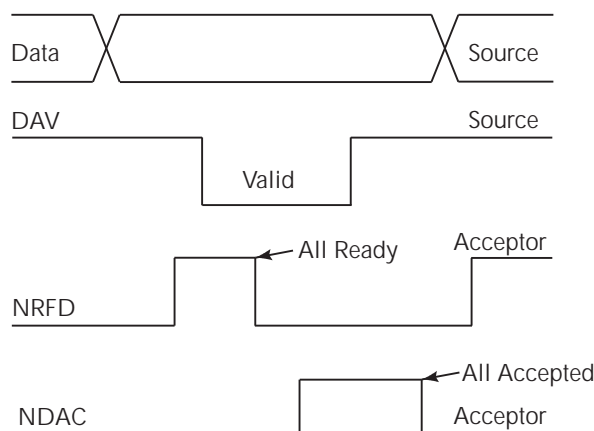 Data Source
DAV Source
Valid
All Ready Acceptor
NRFD
All Accepted
NDAC Acceptor